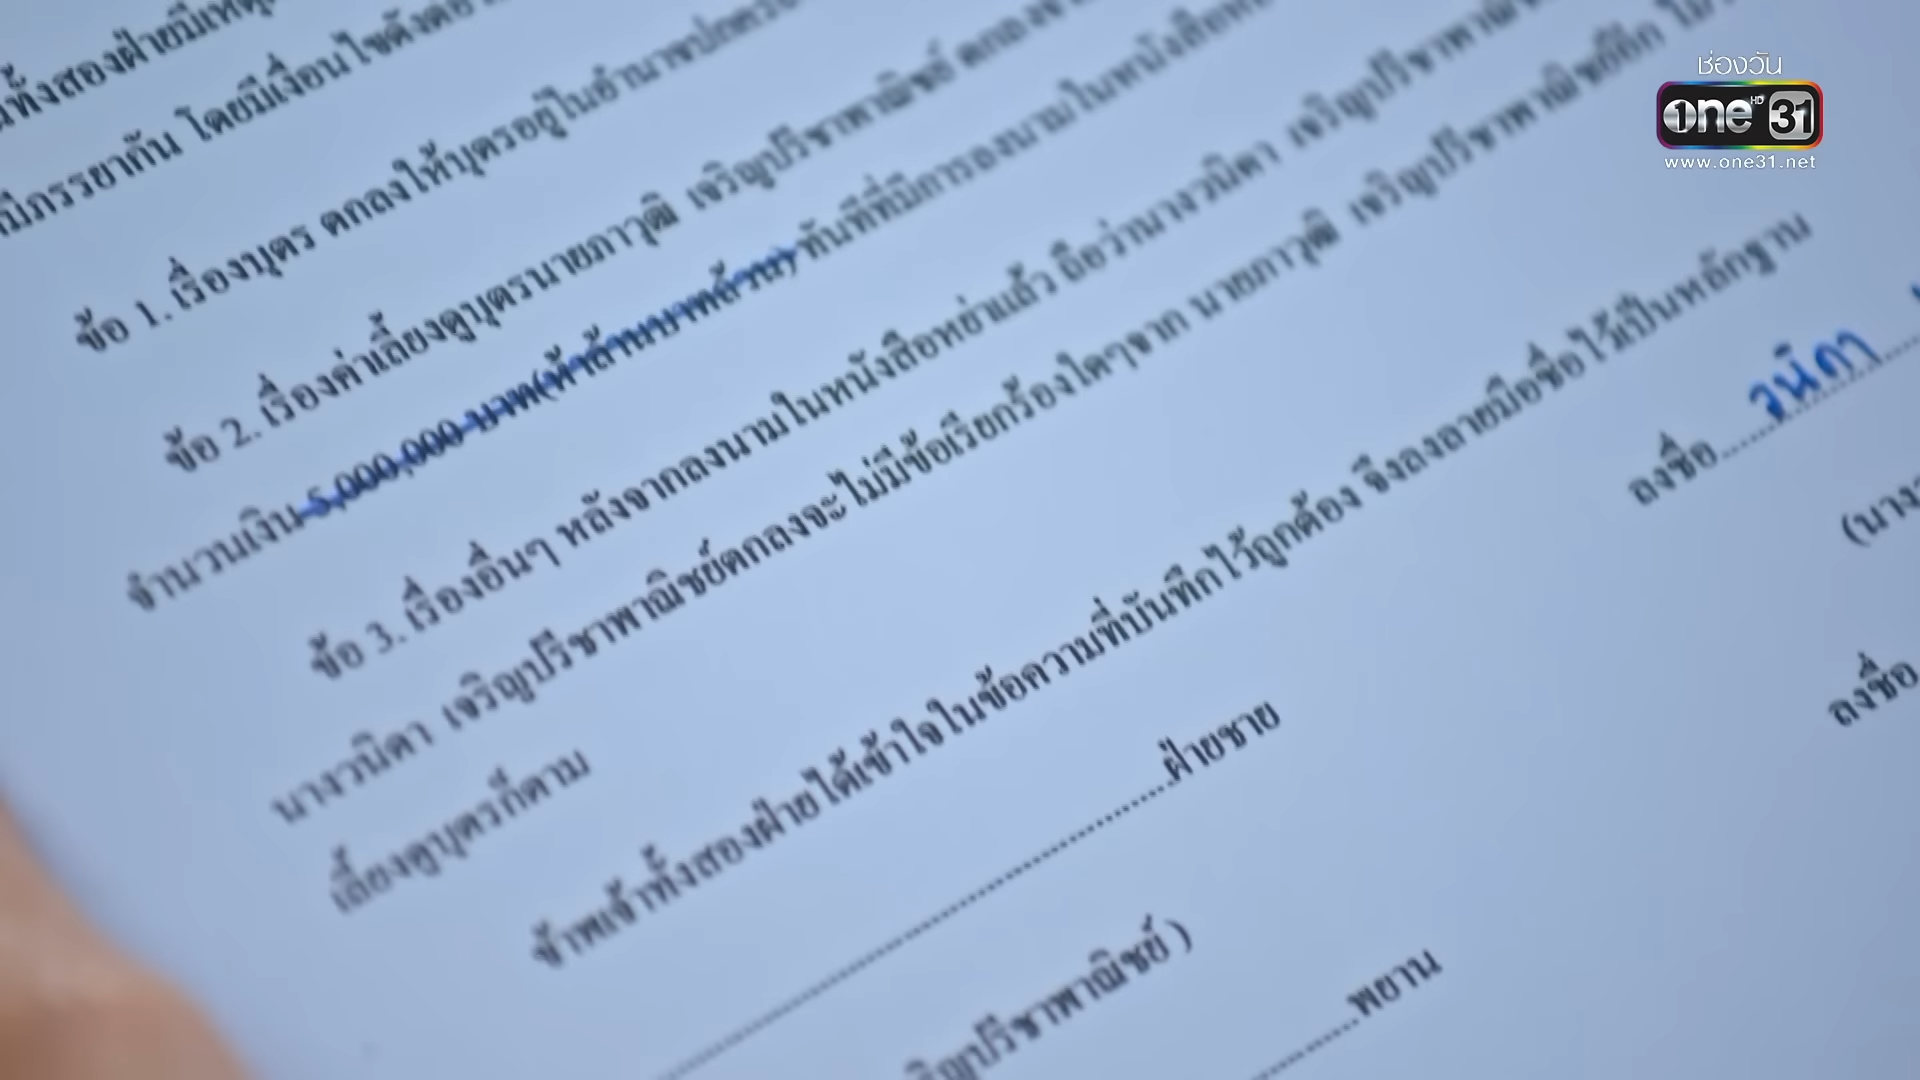 ทั้งสองฝ่ายมีเหตุ
มีภรรยากัน โดยมีเงื่อนไขดังต่อ
ข้อ 1. เรื่องบุตร ตกลงให้บุตรอยู่ในอำนาจปกครอง
ข้อ 2. เรื่องค่าเลี้ยงดูบุตรนายภาวุฒิ เจริญปรีชาพาณิชย์ ตกลง
จำนวนเงิน 5,000,000 บาท(ห้าล้านบาทถ้วน) ทันทีที่มีการลงนามในหนังสือ
ข้อ 3. เรื่องอื่นๆ หลังจากลงนามในหนังสือหย่าแล้ว ถือว่านางวนิดา เจริญปรีชาพาณิชย์
นางวนิดา เจริญปรีชาพาณิชย์ตกลงจะไม่มีข้อเรียกร้องใดๆจาก นายภาวุฒิ เจริญปรีชาพาณิชย์อีก
เลี้ยงดูบุตรก็ตาม
ข้าพเจ้าทั้งสองฝ่ายได้เข้าใจในข้อความที่บันทึกไว้ถูกต้อง จึงลงลายมือชื่อไว้เป็นหลักฐาน
ฝ่ายชาย
ลงชื่อ วนิดา
ริญปรีชาพาณิชย์ )
(นาง
พยาน
ลงชื่อ
ช่องวัน
one HD 31
www.one31.net